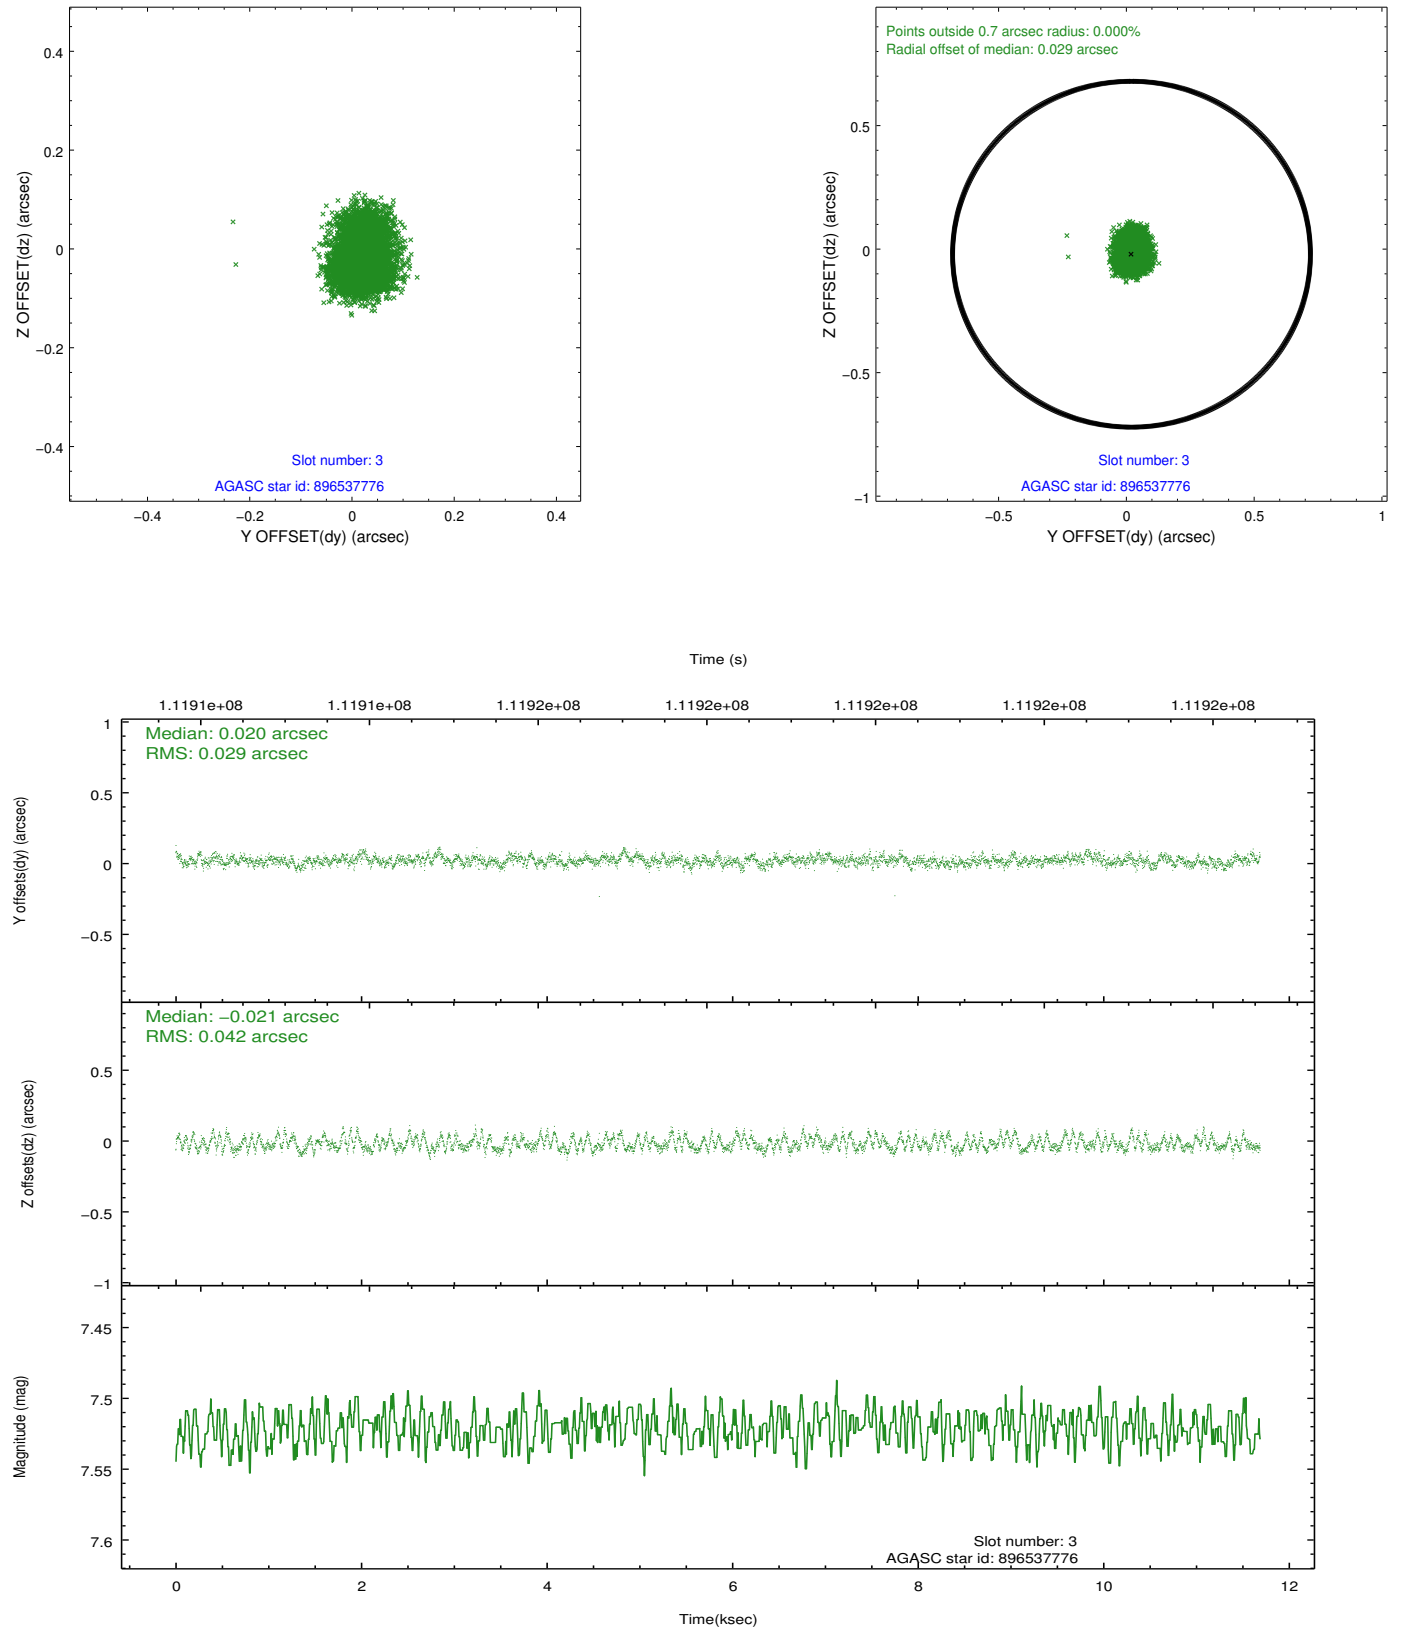 0.4
0.2
0
−0.2
−0.4
Z OFFSET(dz) (arcsec)
Slot number: 3
AGASC star id: 896537776
−0.4 −0.2 0 0.2 0.4
Y OFFSET(dy) (arcsec)
Points outside 0.7 arcsec radius: 0.000%
Radial offset of median: 0.029 arcsec
0.5
0
−0.5
−1
Z OFFSET(dz) (arcsec)
Slot number: 3
AGASC star id: 896537776
−0.5 0 0.5 1
Y OFFSET(dy) (arcsec)
Time (s)
1.1191e+08 1.1191e+08 1.1192e+08 1.1192e+08 1.1192e+08 1.1192e+08 1.1192e+08
Median: 0.020 arcsec
RMS: 0.029 arcsec
1
0.5
0
−0.5
Y offsets(dy) (arcsec)
Median: −0.021 arcsec
RMS: 0.042 arcsec
0.5
0
−0.5
−1
Z offsets(dz) (arcsec)
7.45
7.5
7.55
7.6
Magnitude (mag)
Slot number: 3
AGASC star id: 896537776
0 2 4 6 8 10 12
Time(ksec)